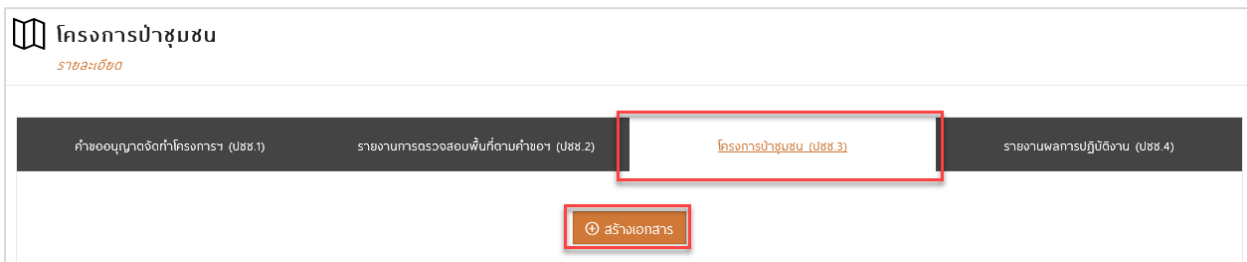 โครงการป่าชุมชน
รายละเอียด
คำขออนุญาตจัดทำโครงการฯ (ปชช.1)
รายงานการตรวจสอบพื้นที่ตามคำขอฯ (ปชช.2)
โครงการป่าชุมชน (ปชช.3)
รายงานผลการปฏิบัติงาน (ปชช.4)
สร้างเอกสาร